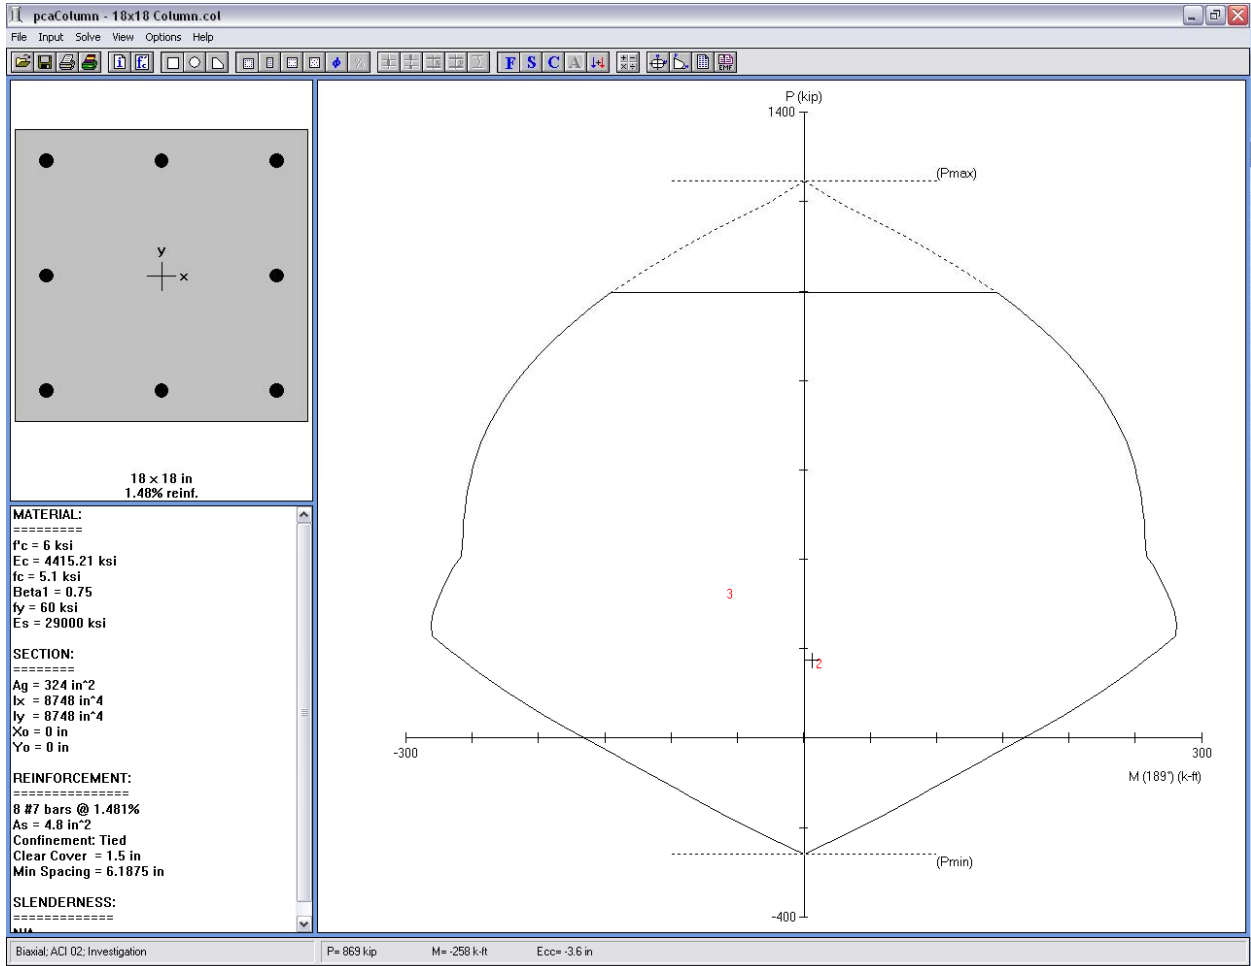 pcaColumn - 18x18 Column.col
File Input Solve View Options Help
F S C A
y
x
18 x 18 in
1.48% reinf.
MATERIAL:
=========
f'c = 6 ksi
Ec = 4415.21 ksi
fc = 5.1 ksi
Beta1 = 0.75
fy = 60 ksi
Es = 29000 ksi
SECTION:
========
Ag = 324 in^2
Ix = 8748 in^4
Iy = 8748 in^4
Xo = 0 in
Yo = 0 in
REINFORCEMENT:
===============
8 #7 bars @ 1.481%
As = 4.8 in^2
Confinement: Tied
Clear Cover = 1.5 in
Min Spacing = 6.1875 in
SLENDERNESS:
=============
P (kip)
1400
(Pmax)
3
2
-300
300
M (189°) (k-ft)
(Pmin)
-400
Biaxial; ACI 02; Investigation
P= 869 kip M= -258 k-ft Ecc= -3.6 in